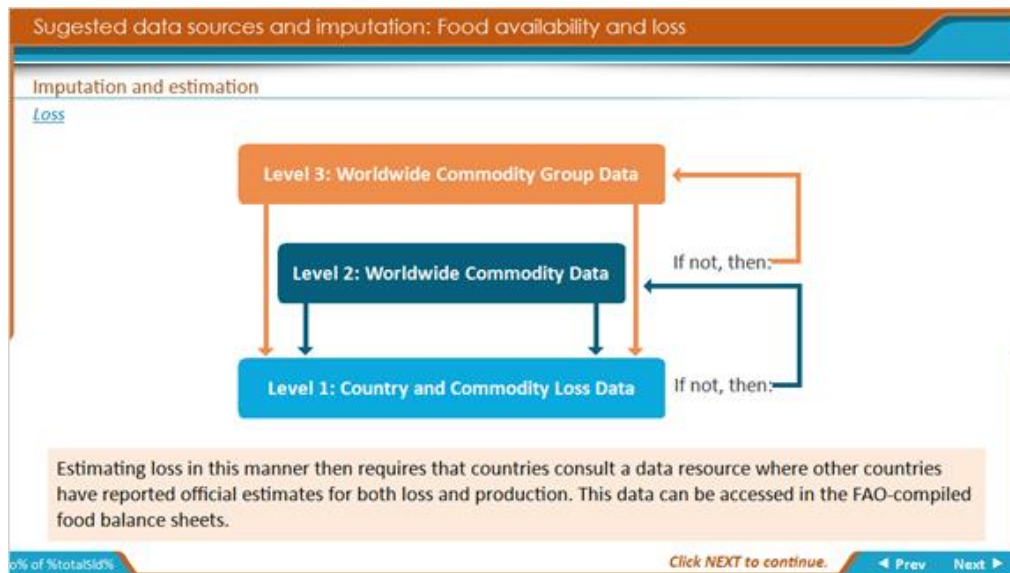 Sugested data sources and imputation: Food availability and loss
Imputation and estimation
Loss
Level 3: Worldwide Commodity Group Data
If not, then:
Level 2: Worldwide Commodity Data
Level 1: Country and Commodity Loss Data
If not, then:
Estimating loss in this manner then requires that countries consult a data resource where other countries
have reported official estimates for both loss and production. This data can be accessed in the FAO-compiled
food balance sheets.
% of %totalSld%
Click NEXT to continue.
Prev
Next